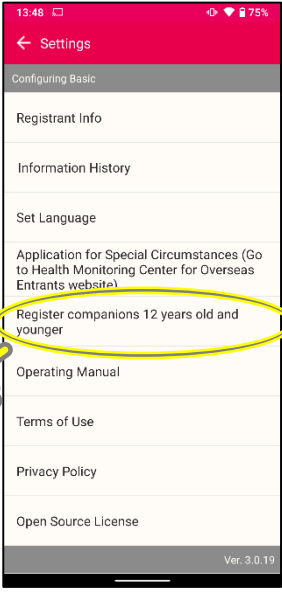 13:48 75%
Settings
Configuring Basic
Registrant Info
Information History
Set Language
Application for Special Circumstances (Go
to Health Monitoring Center for Overseas
Entrants website)
Register companions 12 years old and
younger
Operating Manual
Terms of Use
Privacy Policy
Open Source License
Ver. 3.0.19